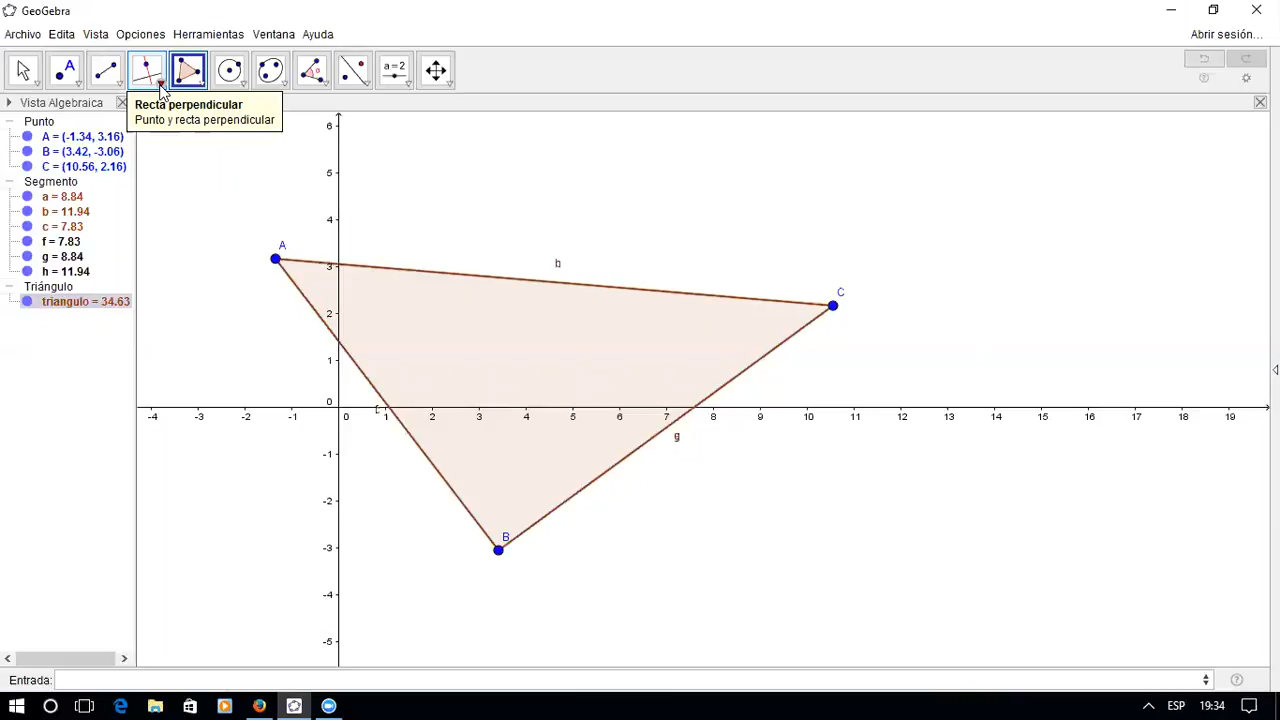 GeoGebra
Archivo Edita Vista Opciones Herramientas Ventana Ayuda
Abrir sesión...
A
a = 2
Recta perpendicular
Punto y recta perpendicular
Vista Algebraica
Punto
A = (-1.34, 3.16)
B = (3.42, -3.06)
C = (10.56, 2.16)
Segmento
a = 8.84
b = 11.94
c = 7.83
f = 7.83
g = 8.84
h = 11.94
Triángulo
triangulo = 34.63
6
5
4
3
2
1
0
-1
-2
-3
-4
-5
-4 -3 -2 -1 0 1 2 3 4 5 6 7 8 9 10 11 12 13 14 15 16 17 18 19
A
b
C
g
B
Entrada:
ESP 19:34